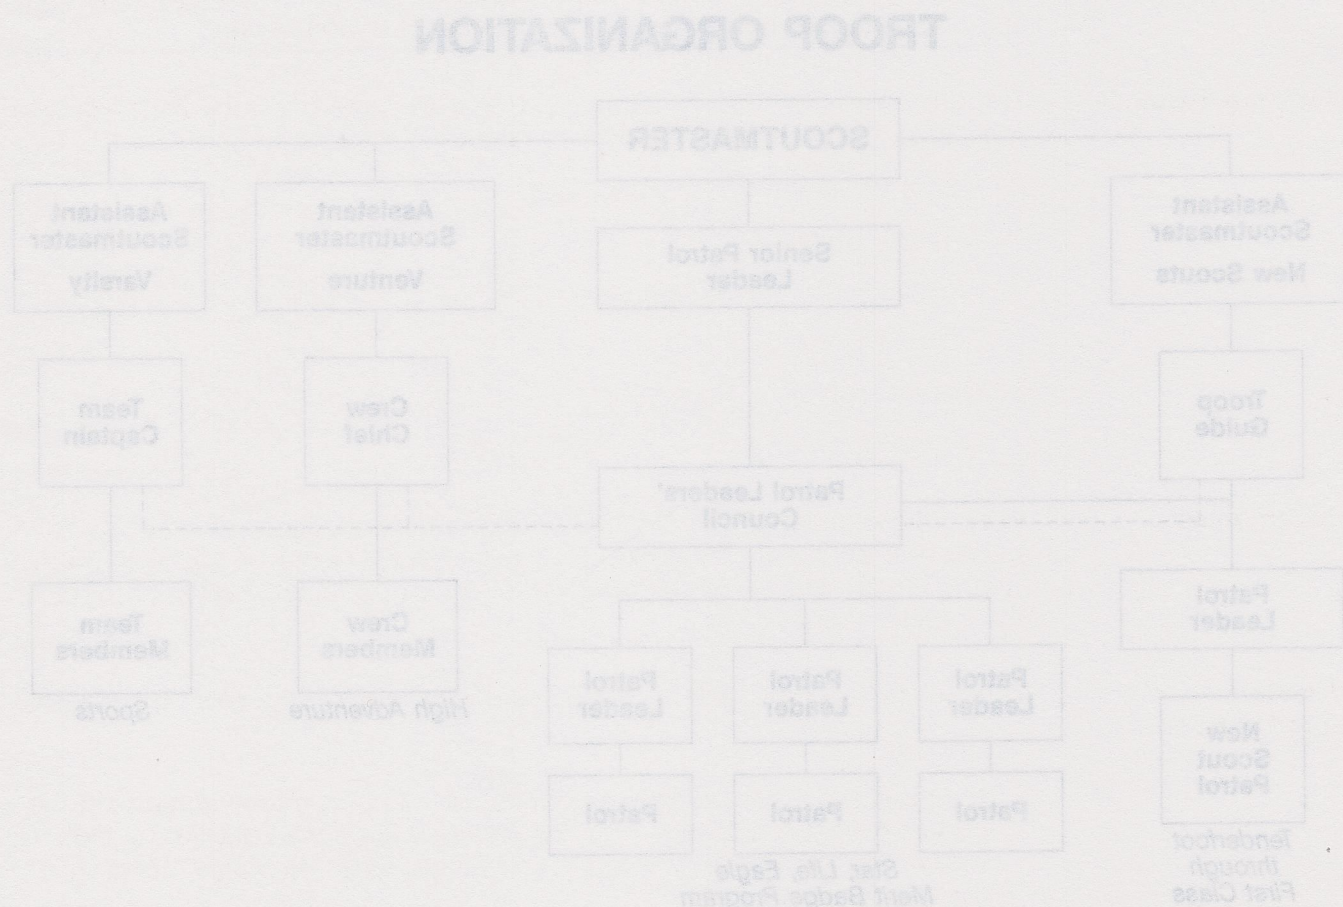 TROOP ORGANIZATION
SCOUTMASTER
Assistant
Scoutmaster
New Scouts
Senior Patrol
Leader
Assistant
Scoutmaster
Venture
Assistant
Scoutmaster
Varsity
Troop
Guide
Crew
Chief
Team
Captain
Patrol Leaders'
Council
Patrol
Leader
Crew
Members
High Adventure
Team
Members
Sports
Patrol
Leader
Patrol
Leader
Patrol
Leader
New
Scout
Patrol
Tenderfoot
through
First Class
Patrol
Patrol
Patrol
Star, Life, Eagle
Merit Badge Program